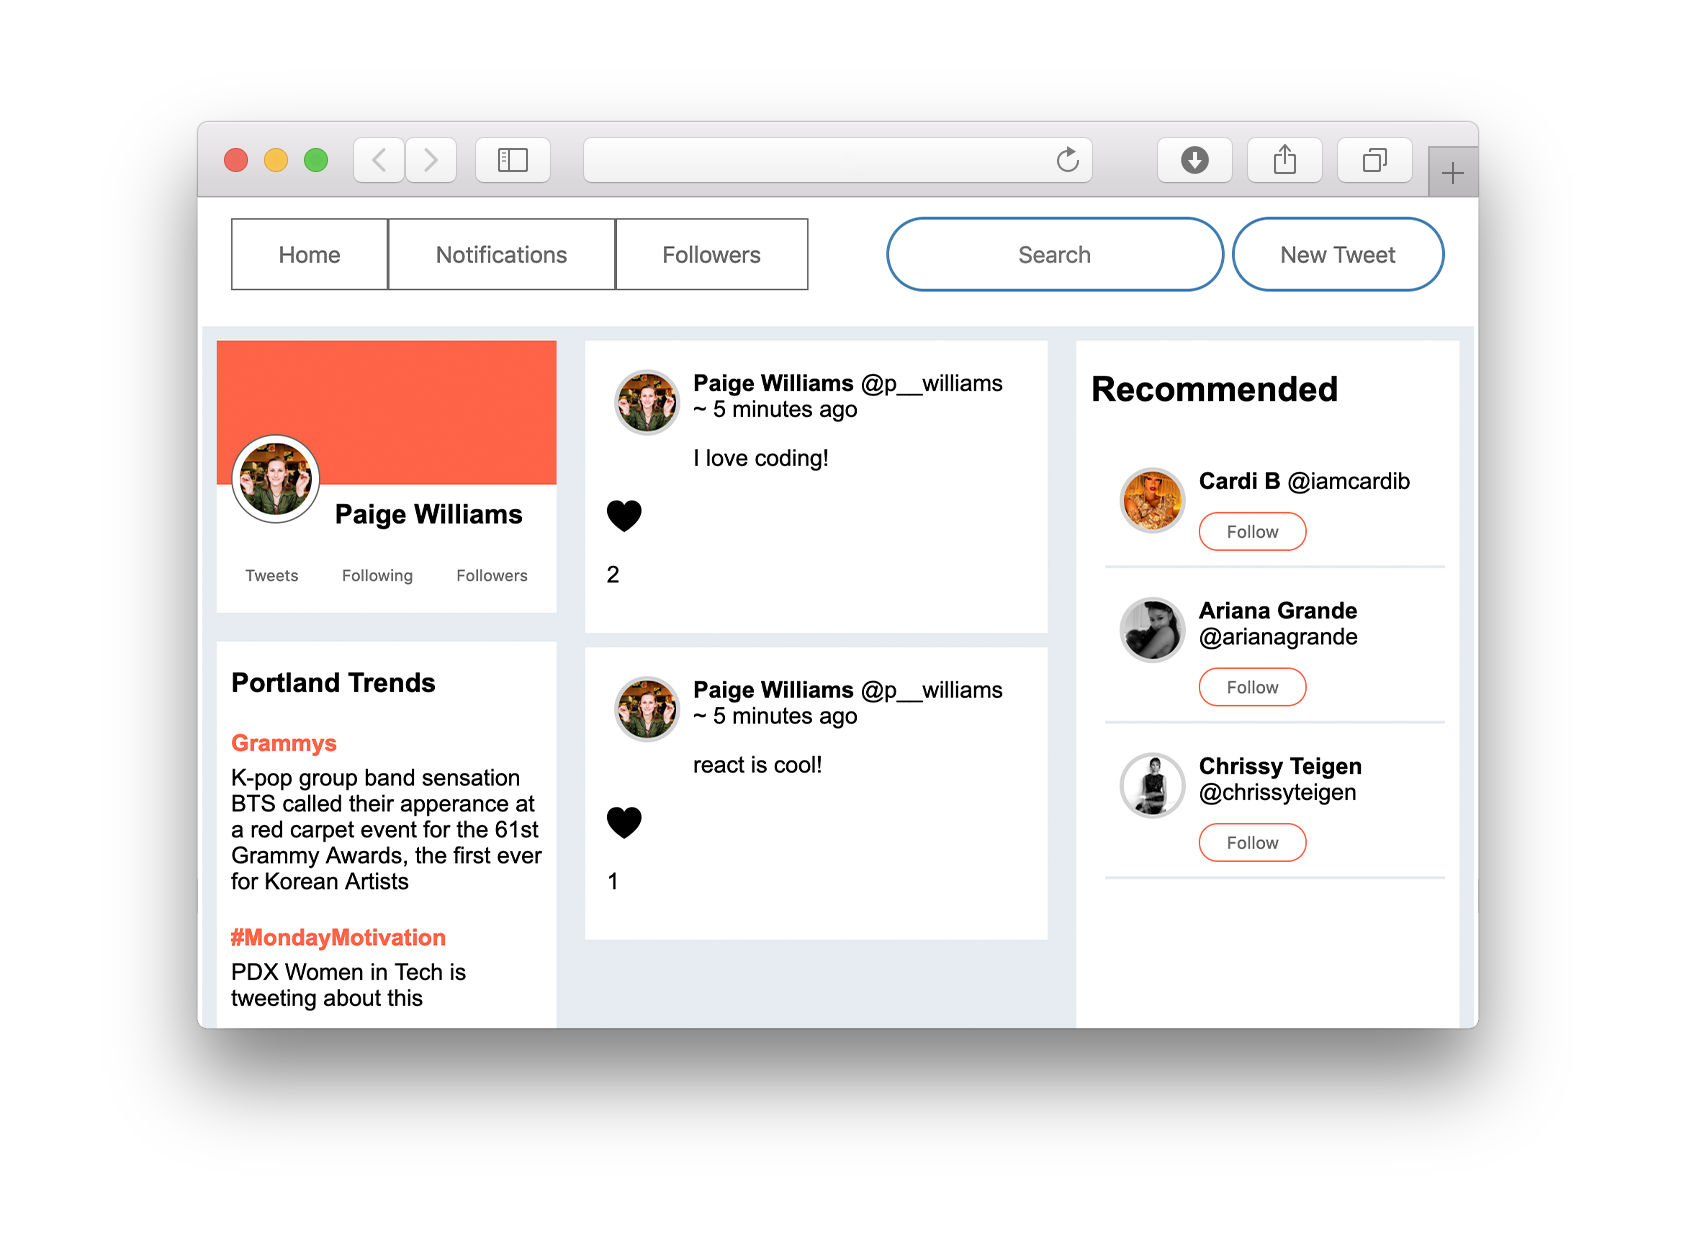 Home
Notifications
Followers
Search
New Tweet
Paige Williams
Tweets
Following
Followers
Portland Trends
Grammys
K-pop group band sensation
BTS called their apperance at
a red carpet event for the 61st
Grammy Awards, the first ever
for Korean Artists
#MondayMotivation
PDX Women in Tech is
tweeting about this
Paige Williams @p__williams
~ 5 minutes ago
I love coding!
2
Paige Williams @p__williams
~ 5 minutes ago
react is cool!
1
Recommended
Cardi B @iamcardib
Follow
Ariana Grande
@arianagrande
Follow
Chrissy Teigen
@chrissyteigen
Follow